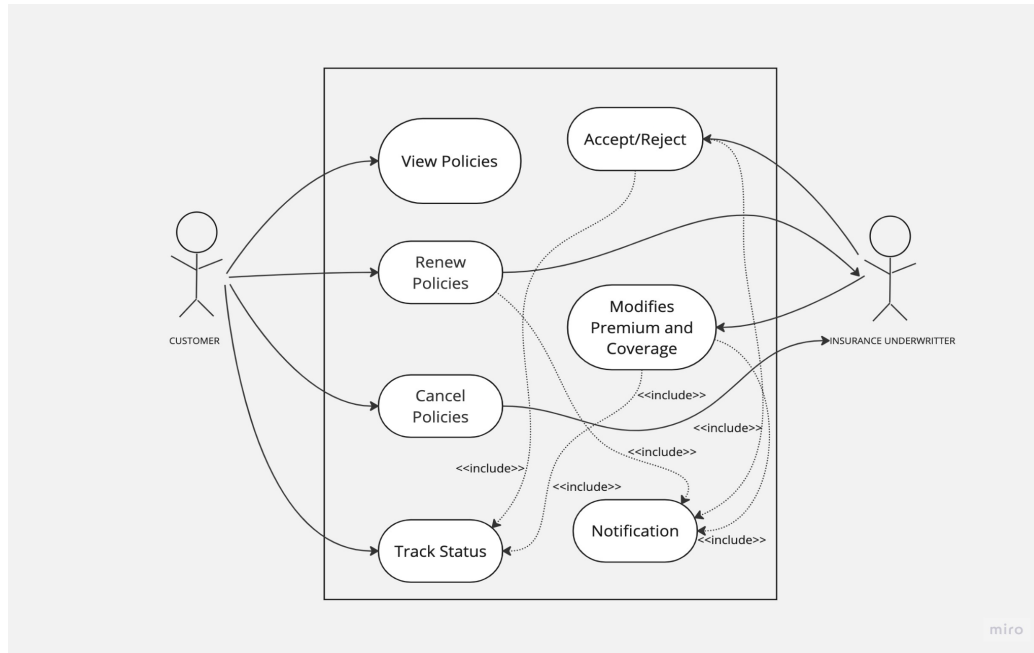 View Policies
Accept/Reject
Renew
Policies
Modifies
Premium and
Coverage
CUSTOMER
INSURANCE UNDERWRITTER
Cancel
Policies
<<include>>
<<include>>
<<include>>
<<include>>
<<include>>
Track Status
Notification
<<include>>
miro